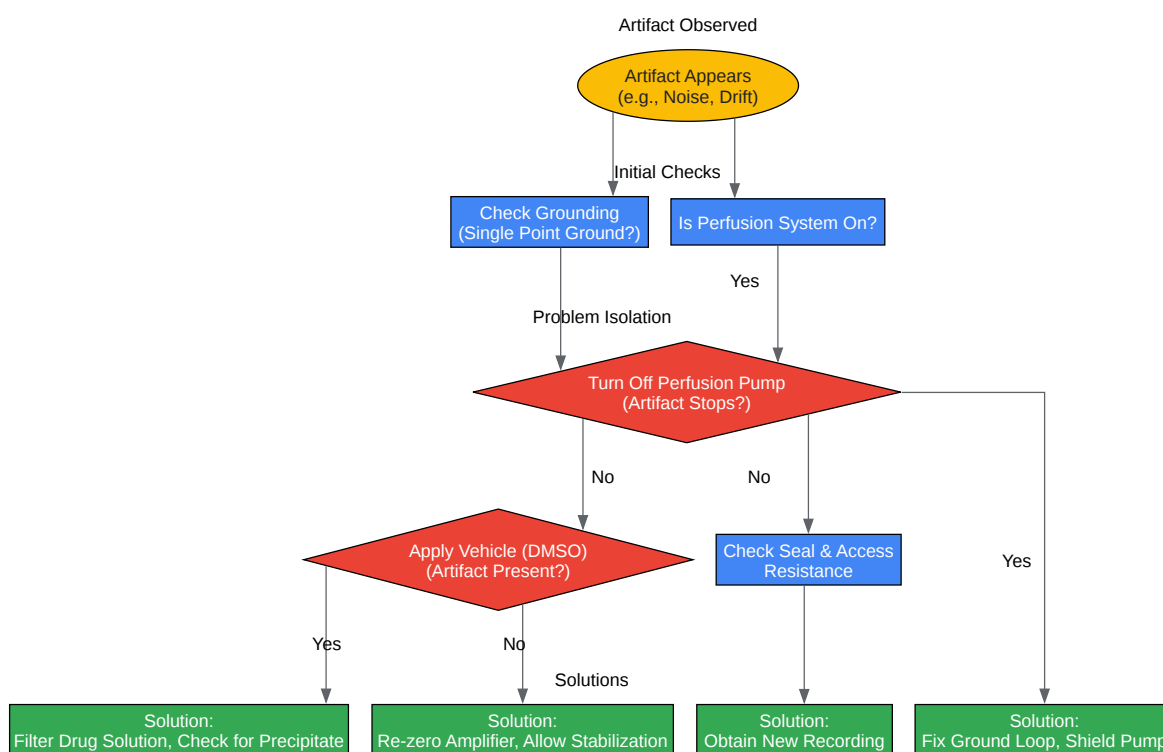 Artifact Observed
Artifact Appears
(e.g., Noise, Drift)
Initial Checks
Check Grounding
(Single Point Ground?)
Is Perfusion System On?
Yes
Problem Isolation
Turn Off Perfusion Pump
(Artifact Stops?)
No
No
Apply Vehicle (DMSO)
(Artifact Present?)
Check Seal & Access
Resistance
Yes
Yes
No
Solutions
Solution:
Filter Drug Solution, Check for Precipitate
Solution:
Re-zero Amplifier, Allow Stabilization
Solution:
Obtain New Recording
Solution:
Fix Ground Loop, Shield Pump